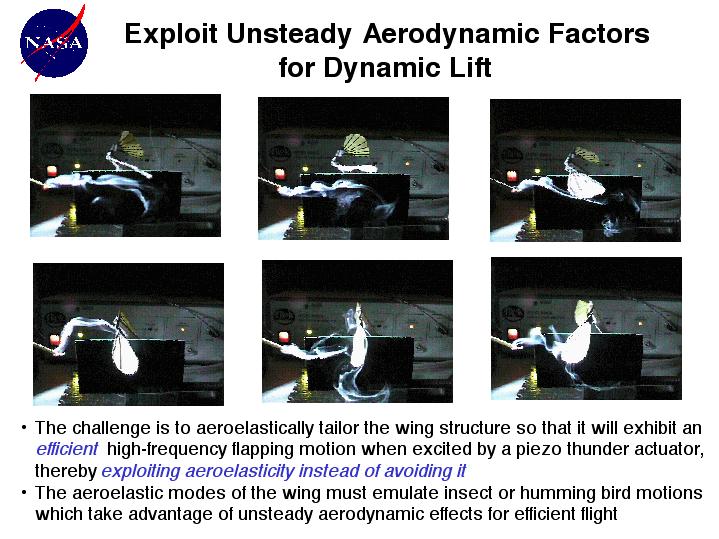 NASA
Exploit Unsteady Aerodynamic Factors
for Dynamic Lift
• The challenge is to aeroelastically tailor the wing structure so that it will exhibit an
efficient high-frequency flapping motion when excited by a piezo thunder actuator,
thereby exploiting aeroelasticity instead of avoiding it
• The aeroelastic modes of the wing must emulate insect or humming bird motions
which take advantage of unsteady aerodynamic effects for efficient flight